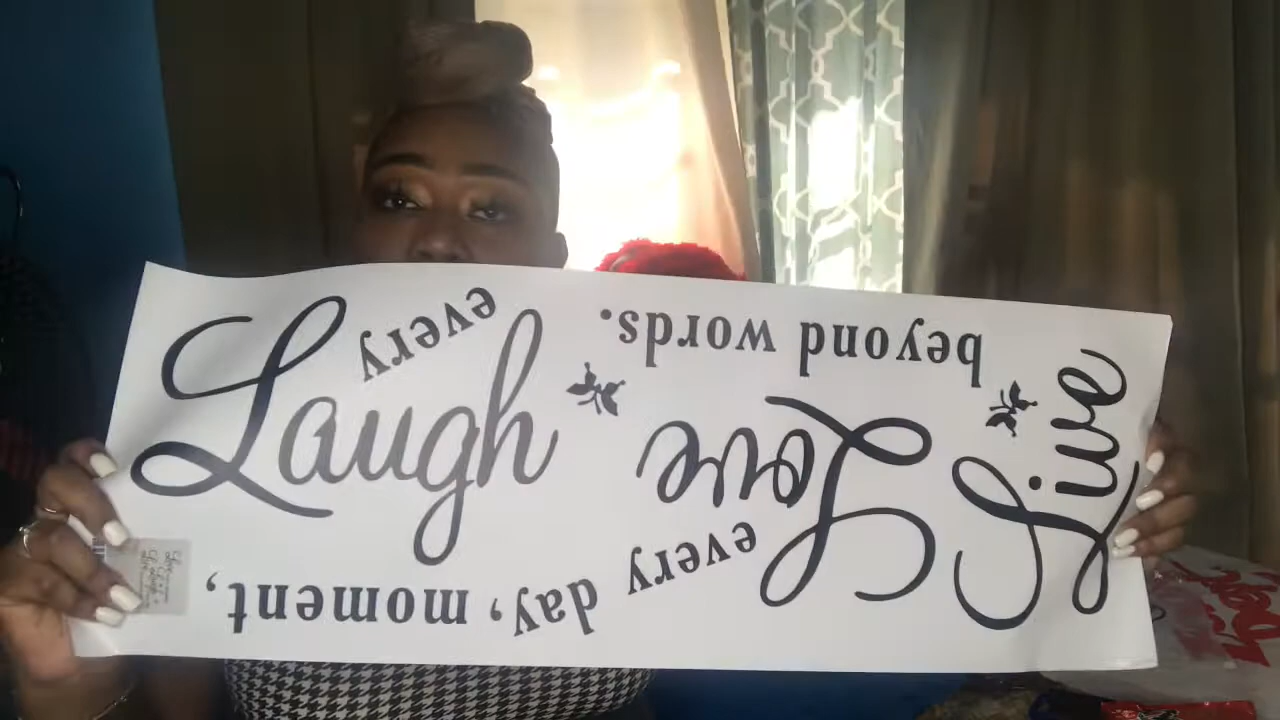 Laugh
every
beyond words.
Live
Love
every
day, moment,